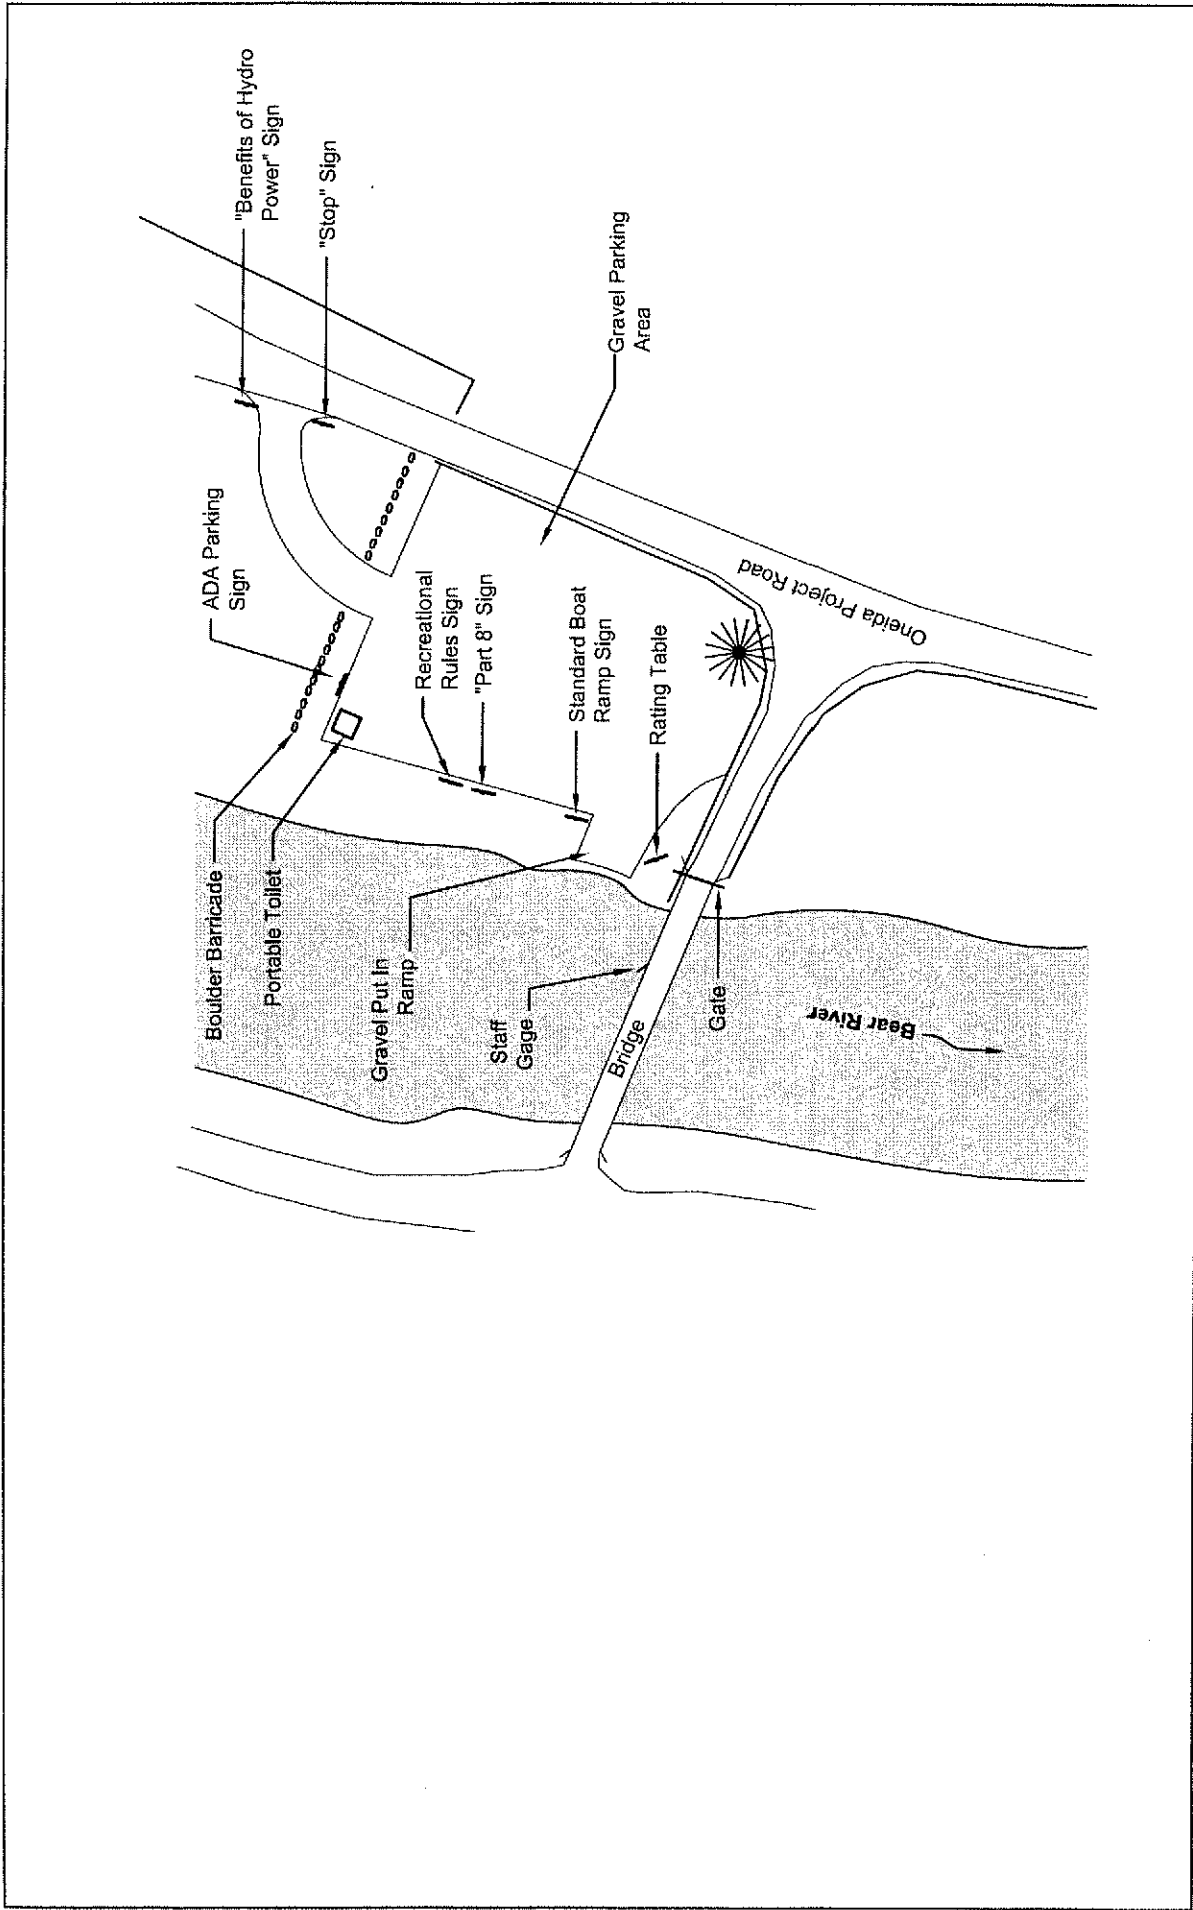 "Benefits of Hydro
Power" Sign
"Stop" Sign
Gravel Parking
Area
ADA Parking
Sign
Recreational
Rules Sign
"Part 8" Sign
Standard Boat
Ramp Sign
Rating Table
Oneida Project Road
Boulder Barricade
Portable Toilet
Gravel Put In
Ramp
Staff
Gage
Bridge
Gate
Bear River